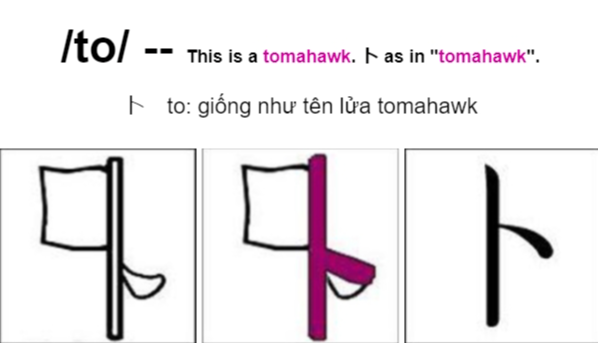 /to/ -- This is a tomahawk. ト as in "tomahawk".
ト to: giống như tên lửa tomahawk
ト